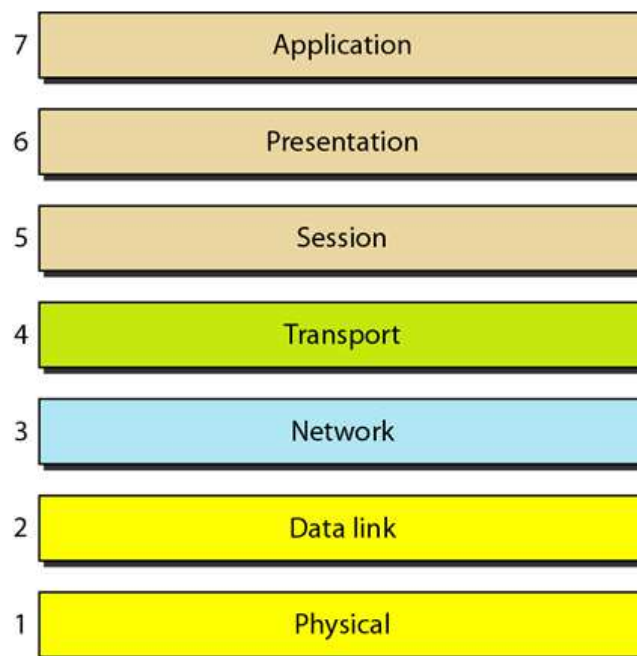 7 Application
6 Presentation
5 Session
4 Transport
3 Network
2 Data link
1 Physical